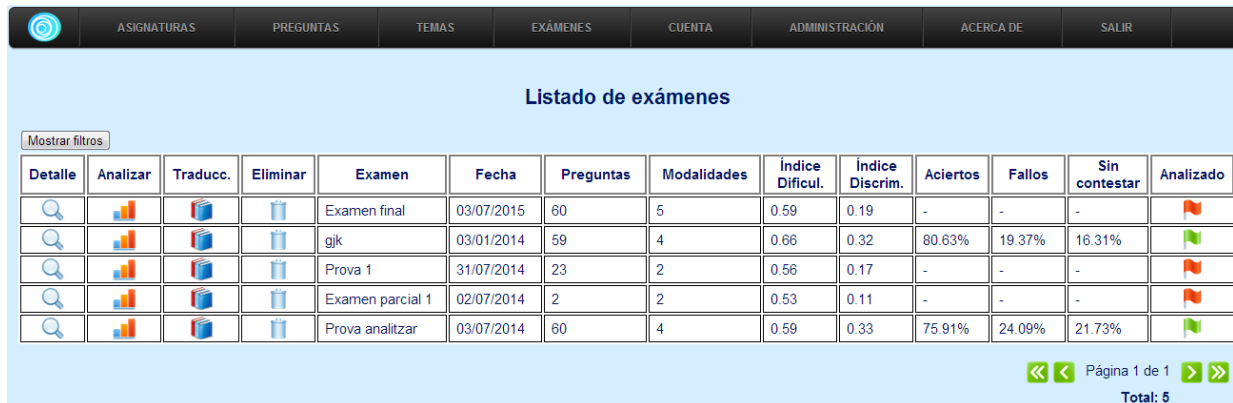 ASIGNATURAS PREGUNTAS TEMAS EXÁMENES CUENTA ADMINISTRACIÓN ACERCA DE SALIR
Listado de exámenes
Mostrar filtros
Detalle Analizar Traducc. Eliminar Examen Fecha Preguntas Modalidades Índice Dificul. Índice Discrim. Aciertos Fallos Sin contestar Analizado
Examen final 03/07/2015 60 5 0.59 0.19 - - -
gjk 03/01/2014 59 4 0.66 0.32 80.63% 19.37% 16.31%
Prova 1 31/07/2014 23 2 0.56 0.17 - - -
Examen parcial 1 02/07/2014 2 2 0.53 0.11 - - -
Prova analitzar 03/07/2014 60 4 0.59 0.33 75.91% 24.09% 21.73%
Página 1 de 1
Total: 5